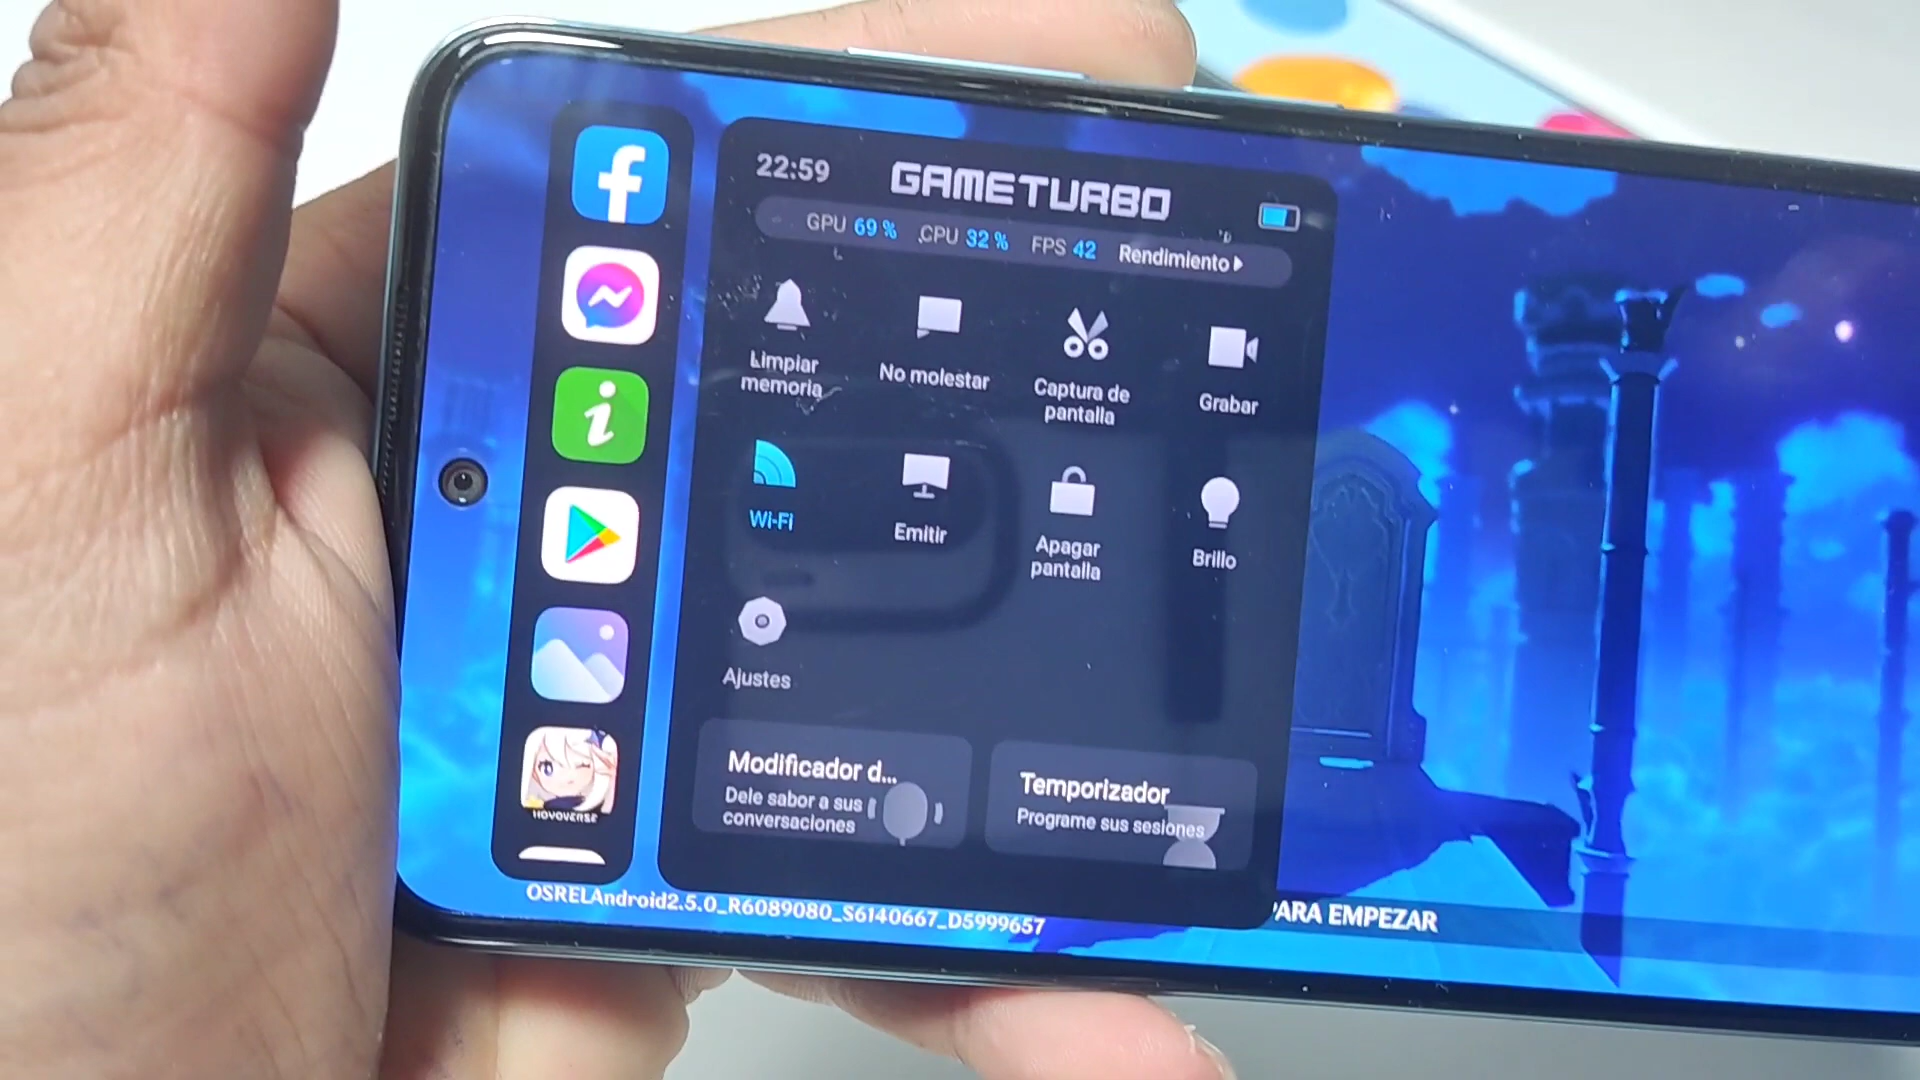 22:59
GAMETURBO
GPU 69 % CPU 32 % FPS 42 Rendimiento
Limpiar
memoria
No molestar
Captura de
pantalla
Grabar
Wi-Fi
Emitir
Apagar
pantalla
Brillo
Ajustes
Modificador d...
Dele sabor a sus
conversaciones
Temporizador
Programe sus sesiones
HOYOVERSE
OSRELAndroid2.5.0_R6089080_S6140667_D5999657
PARA EMPEZAR